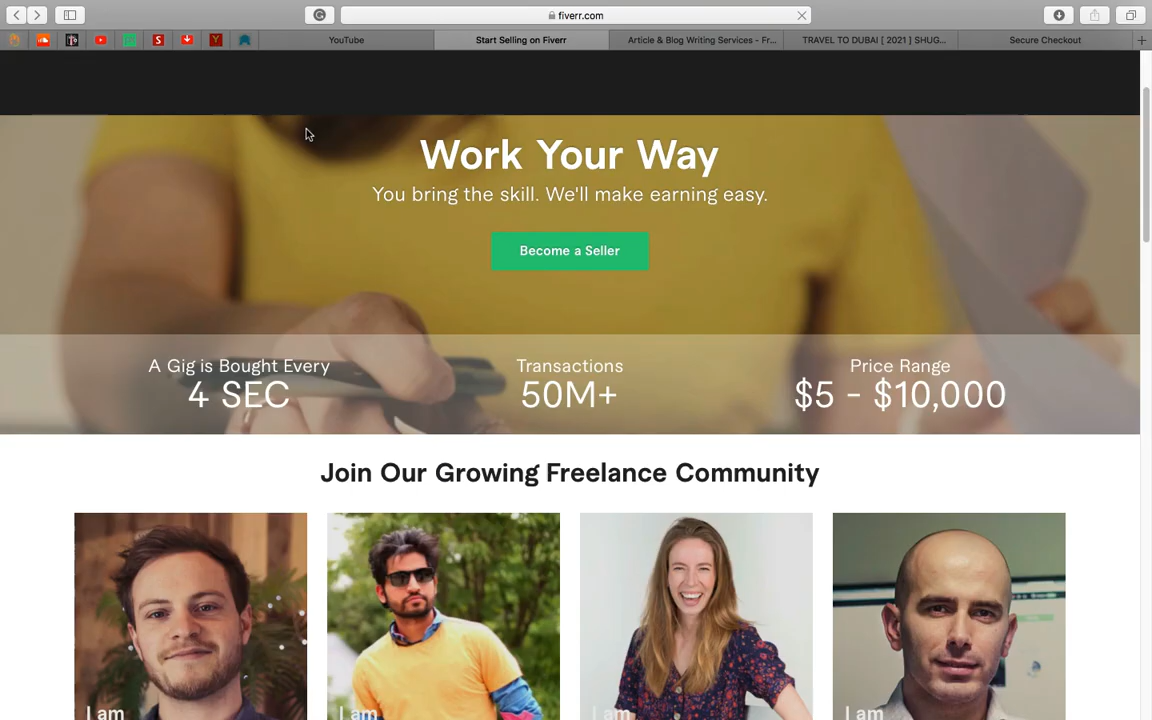 fiverr.com
YouTube
Start Selling on Fiverr
Article & Blog Writing Services - Fr...
TRAVEL TO DUBAI [ 2021 ] SHUG...
Secure Checkout
Work Your Way
You bring the skill. We'll make earning easy.
Become a Seller
A Gig is Bought Every
4 SEC
Transactions
50M+
Price Range
$5 - $10,000
Join Our Growing Freelance Community
I am
I am
I am
I am